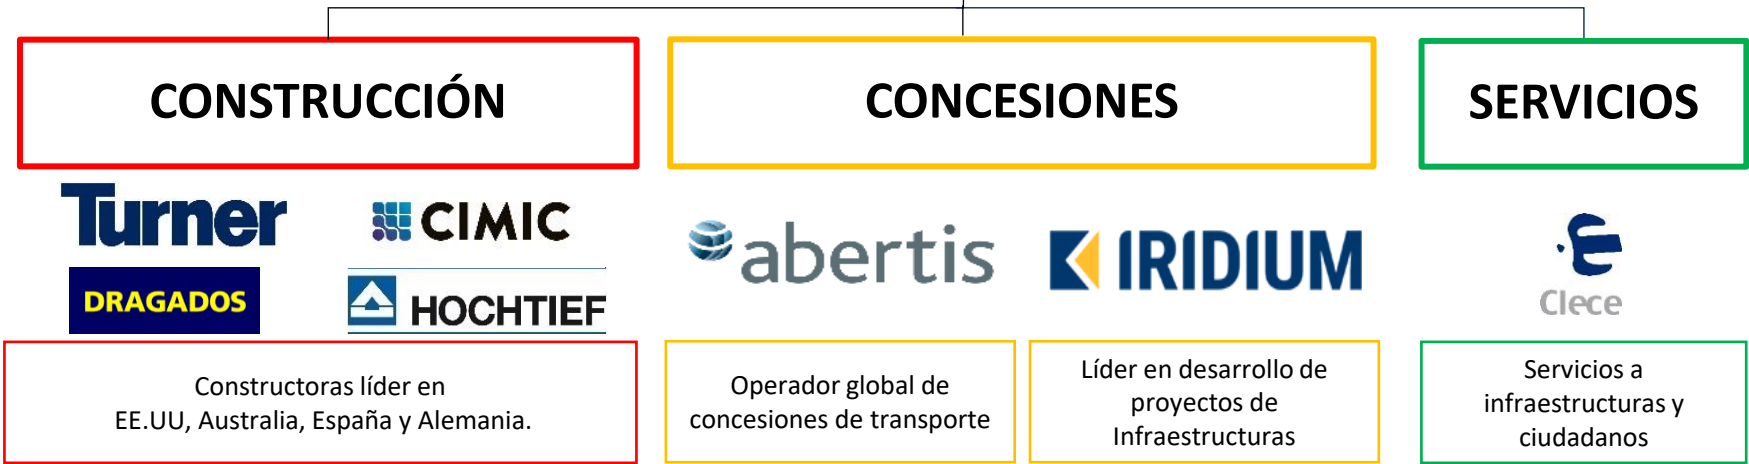 CONSTRUCCIÓN
CONCESIONES
SERVICIOS
Turner
CIMIC
DRAGADOS
HOCHTIEF
abertis
IRIDIUM
Clece
Constructoras líder en
EE.UU, Australia, España y Alemania.
Operador global de
concesiones de transporte
Líder en desarrollo de
proyectos de
Infraestructuras
Servicios a
infraestructuras y
ciudadanos